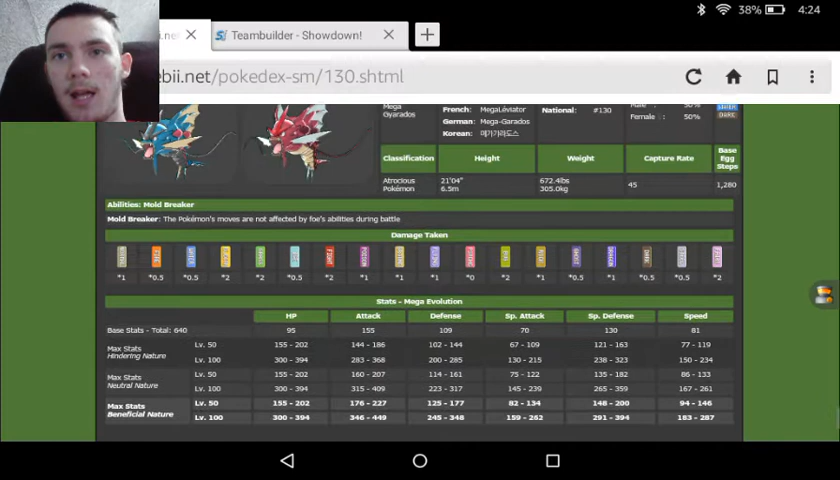 38% 4:24
Teambuilder - Showdown!
ebii.net/pokedex-sm/130.shtml
Mega
Gyarados
French: MegaLéviator
German: Mega-Garados
Korean: 메가갸라도스
National: #130
Male : 50%
Female : 50%
DARK
Classification Height Weight Capture Rate Base Egg Steps
Atrocious Pokémon 21'04" 6.5m 672.4lbs 305.0kg 45 1,280
Abilities: Mold Breaker
Mold Breaker: The Pokémon's moves are not affected by foe's abilities during battle
Damage Taken
*1 *0.5 *0.5 *2 *2 *0.5 *2 *1 *1 *1 *0 *2 *1 *0.5 *1 *0.5 *0.5 *2
Stats - Mega Evolution
HP Attack Defense Sp. Attack Sp. Defense Speed
Base Stats - Total: 640 95 155 109 70 130 81
Max Stats Hindering Nature
Lv. 50 155 - 202 144 - 186 102 - 144 67 - 109 121 - 163 77 - 119
Lv. 100 300 - 394 283 - 368 200 - 285 130 - 215 238 - 323 150 - 234
Max Stats Neutral Nature
Lv. 50 155 - 202 160 - 207 114 - 161 75 - 122 135 - 182 86 - 133
Lv. 100 300 - 394 315 - 409 223 - 317 145 - 239 265 - 359 167 - 261
Max Stats Beneficial Nature
Lv. 50 155 - 202 176 - 227 125 - 177 82 - 134 148 - 200 94 - 146
Lv. 100 300 - 394 346 - 449 245 - 348 159 - 262 291 - 394 183 - 287